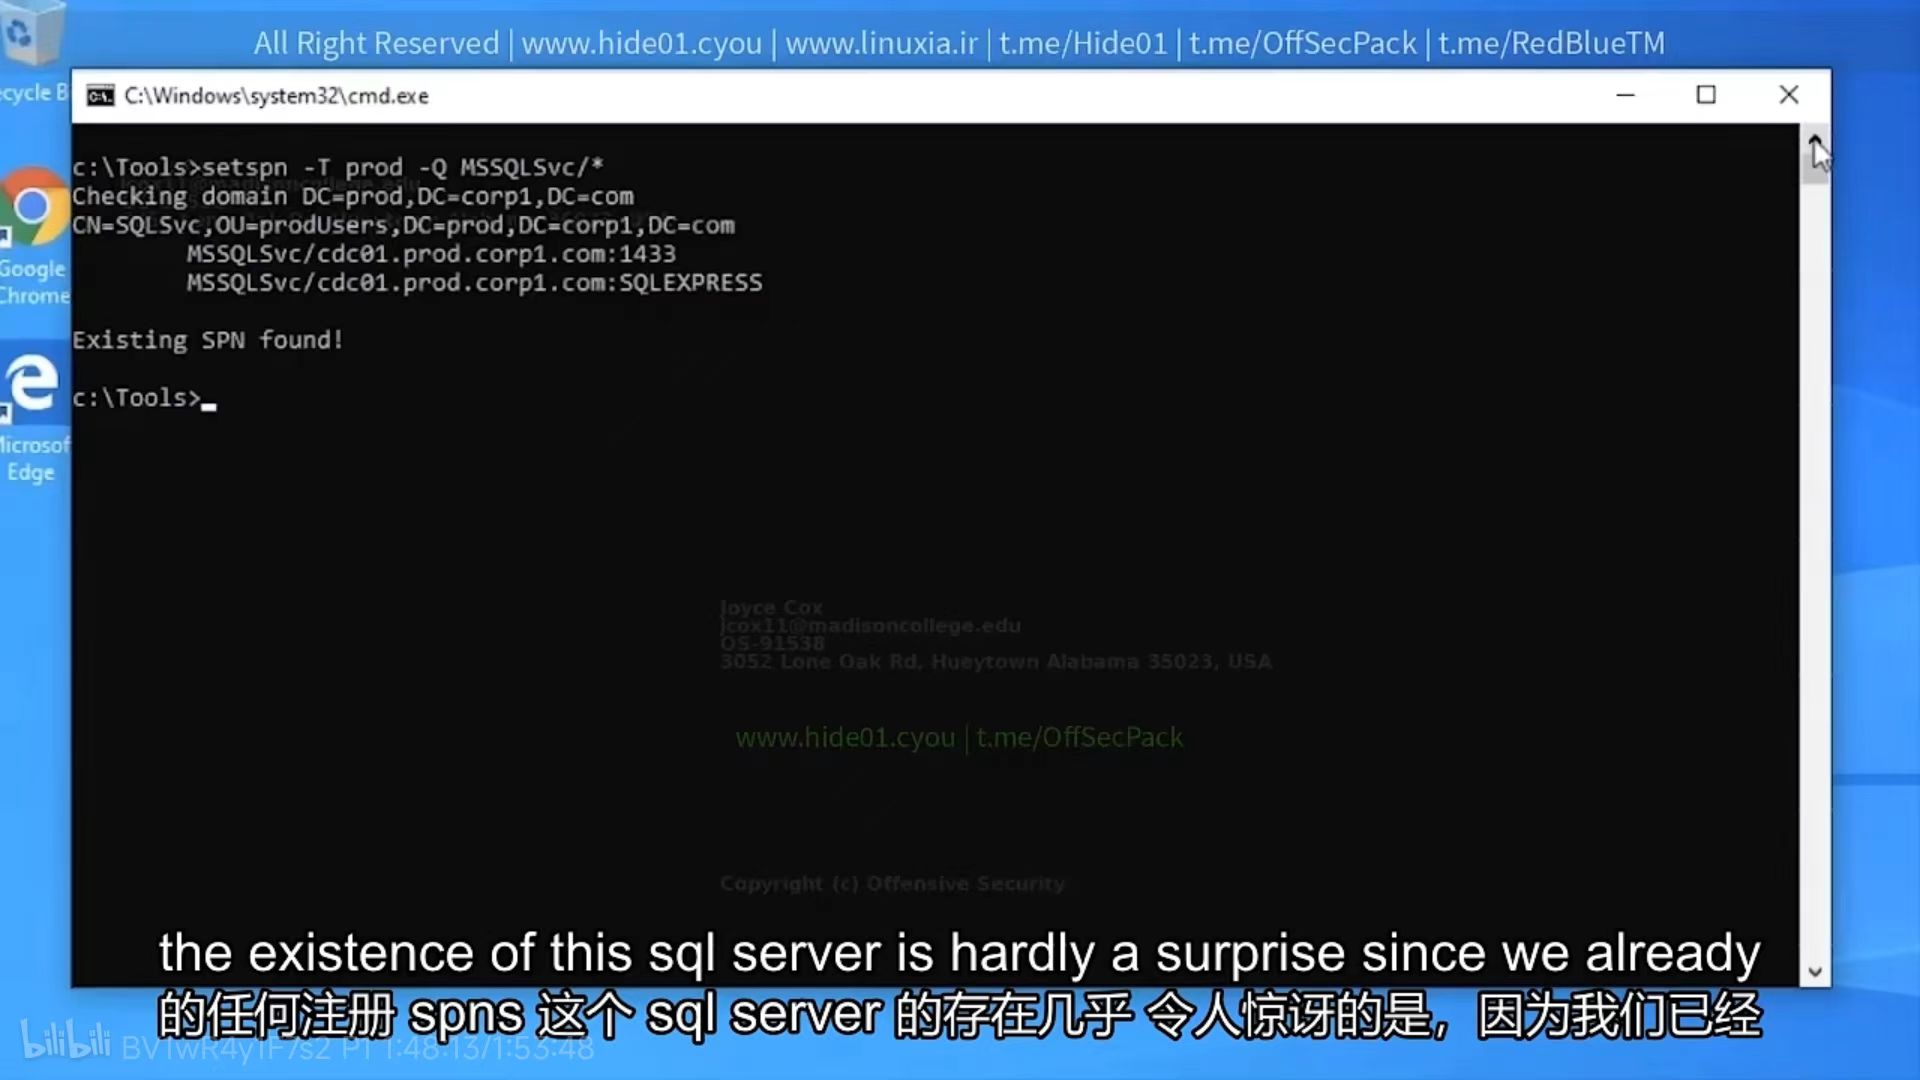 All Right Reserved | www.hide01.cyou | www.linuxia.ir | t.me/Hide01 | t.me/OffSecPack | t.me/RedBlueTM
ecycle B
C:\Windows\system32\cmd.exe
c:\Tools>setspn -T prod -Q MSSQLSvc/*
Checking domain DC=prod,DC=corp1,DC=com
CN=SQLSvc,OU=prodUsers,DC=prod,DC=corp1,DC=com
MSSQLSvc/cdc01.prod.corp1.com:1433
MSSQLSvc/cdc01.prod.corp1.com:SQLEXPRESS
Google
Chrome
Existing SPN found!
c:\Tools>
Microsof
Edge
Joyce Cox
jcox11@madisoncollege.edu
OS-91538
3052 Lone Oak Rd, Hueytown Alabama 35023, USA
www.hide01.cyou | t.me/OffSecPack
Copyright (c) Offensive Security
the existence of this sql server is hardly a surprise since we already
的任何注册 spns 这个 sql server 的存在几乎 令人惊讶的是，因为我们已经
bilibili BV1wR4y1F7s2 P1 1:48:13/1:53:48